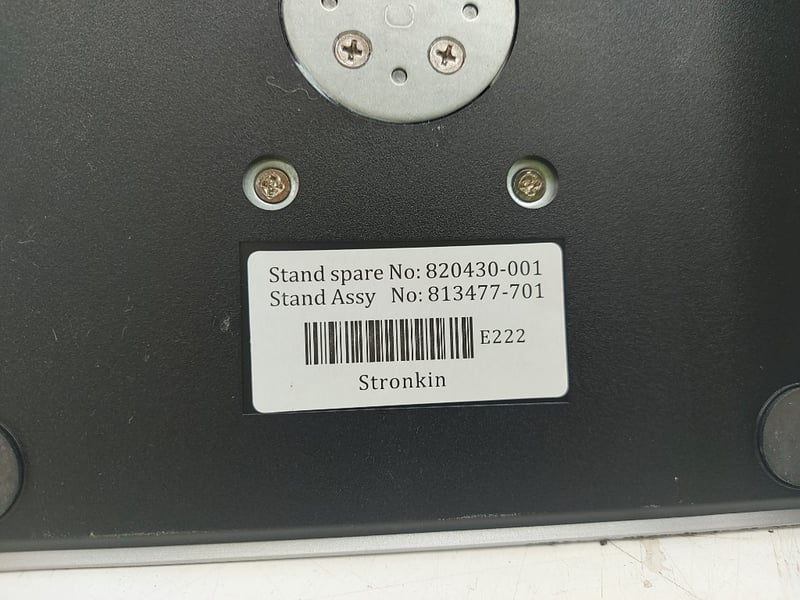 Stand spare No: 820430-001
Stand Assy No: 813477-701
E222
Stronkin